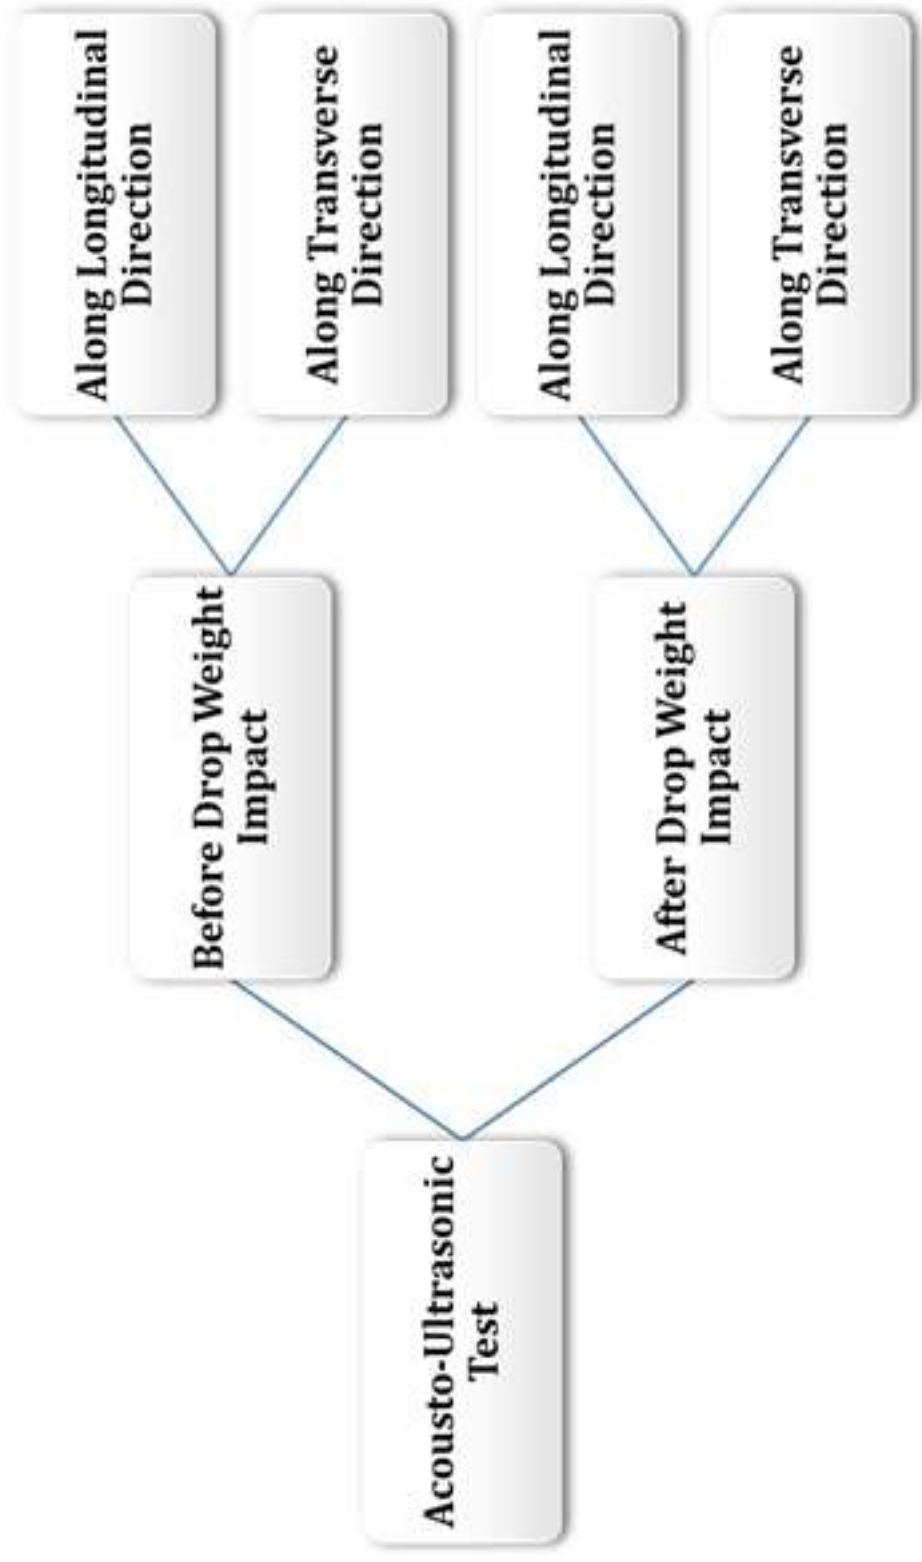 Acousto-Ultrasonic
Test
Before Drop Weight
Impact
Along Longitudinal
Direction
Along Transverse
Direction
After Drop Weight
Impact
Along Longitudinal
Direction
Along Transverse
Direction